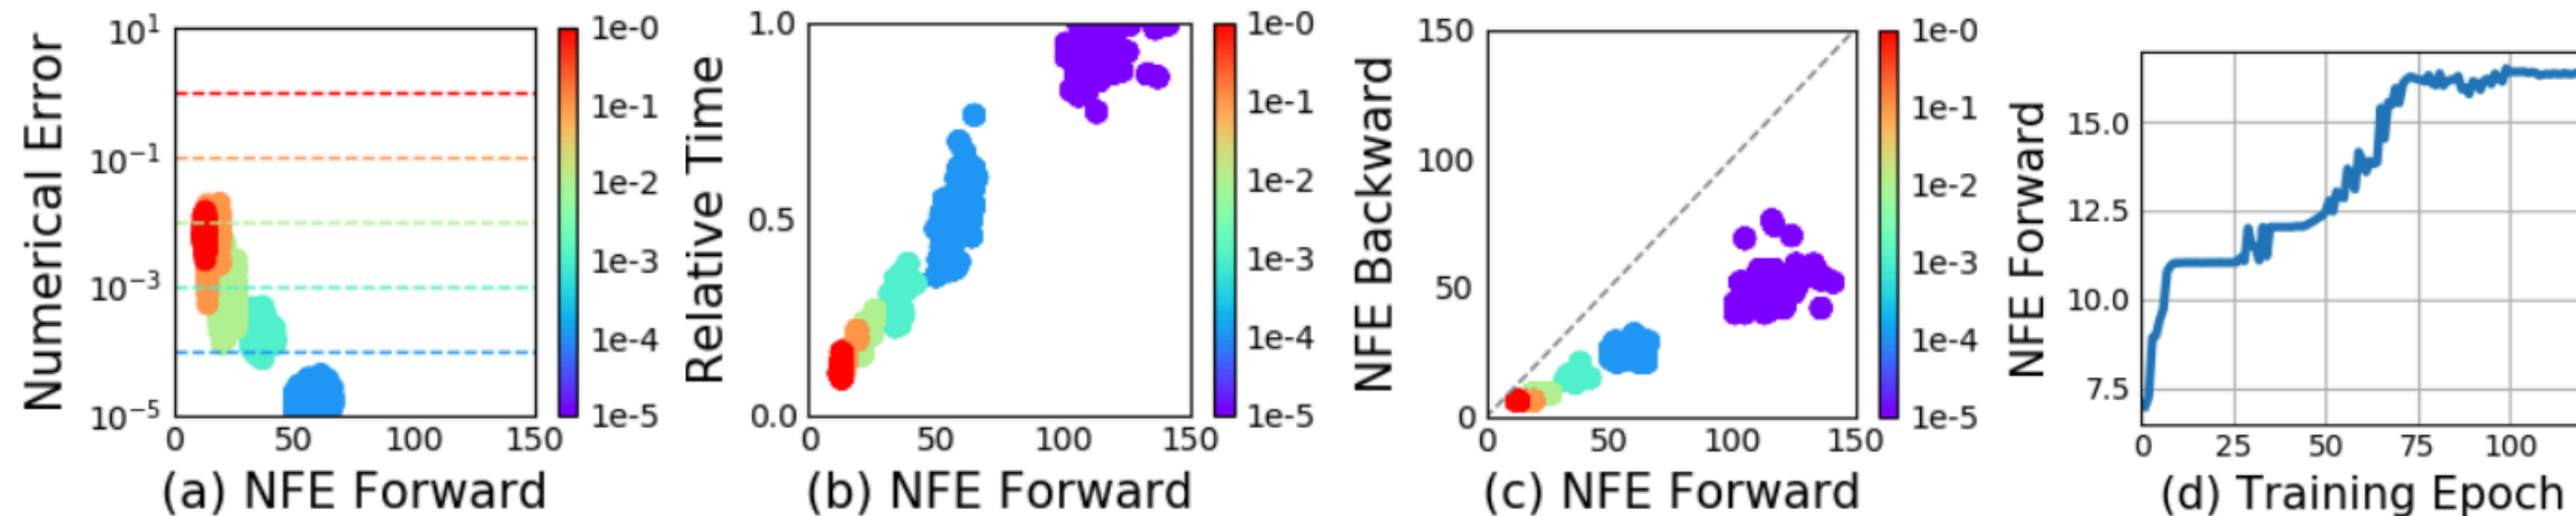 Numerical Error
10¹
10⁻¹
10⁻³
10⁻⁵
0 50 100 150
(a) NFE Forward
1e-0
1e-1
1e-2
1e-3
1e-4
1e-5
Relative Time
1.0
0.5
0.0
0 50 100 150
(b) NFE Forward
1e-0
1e-1
1e-2
1e-3
1e-4
1e-5
NFE Backward
150
100
50
0
0 50 100 150
(c) NFE Forward
1e-0
1e-1
1e-2
1e-3
1e-4
1e-5
NFE Forward
15.0
12.5
10.0
7.5
0 25 50 75 100
(d) Training Epoch